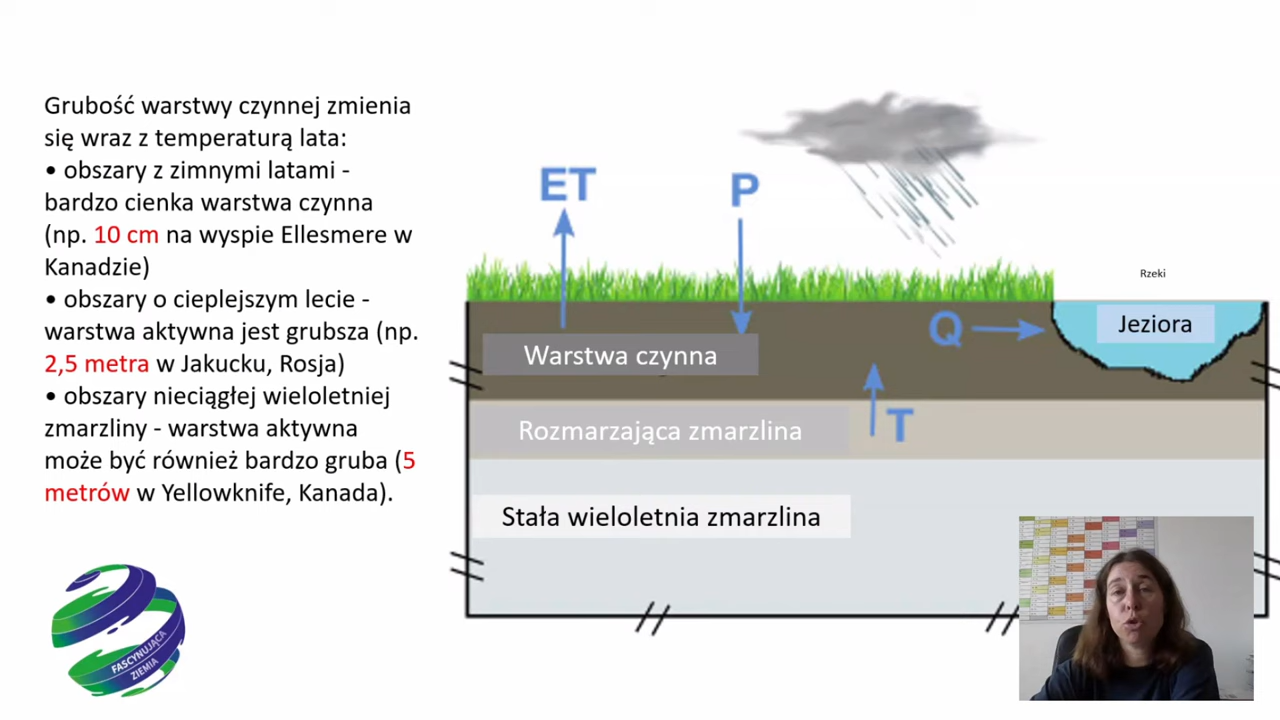 Grubość warstwy czynnej zmienia
się wraz z temperaturą lata:
• obszary z zimnymi latami -
bardzo cienka warstwa czynna
(np. 10 cm na wyspie Ellesmere w
Kanadzie)
• obszary o cieplejszym lecie -
warstwa aktywna jest grubsza (np.
2,5 metra w Jakucku, Rosja)
• obszary nieciągłej wieloletniej
zmarzliny - warstwa aktywna
może być również bardzo gruba (5
metrów w Yellowknife, Kanada).
ET
P
Rzeki
Q
Jeziora
Warstwa czynna
Rozmarzająca zmarzlina
T
Stała wieloletnia zmarzlina
FASCYNUJĄCA
ZIEMIA